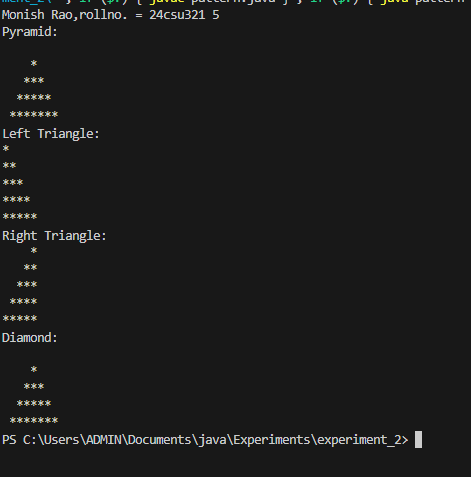 ment_2\" ; if ($?) { javac pattern.java } ; if ($?) { java pattern
Monish Rao,rollno. = 24csu321 5
Pyramid:

    *
   ***
  *****
 *******
Left Triangle:
*
**
***
****
*****
Right Triangle:
    *
   **
  ***
 ****
*****
Diamond:

    *
   ***
  *****
 *******
PS C:\Users\ADMIN\Documents\java\Experiments\experiment_2>